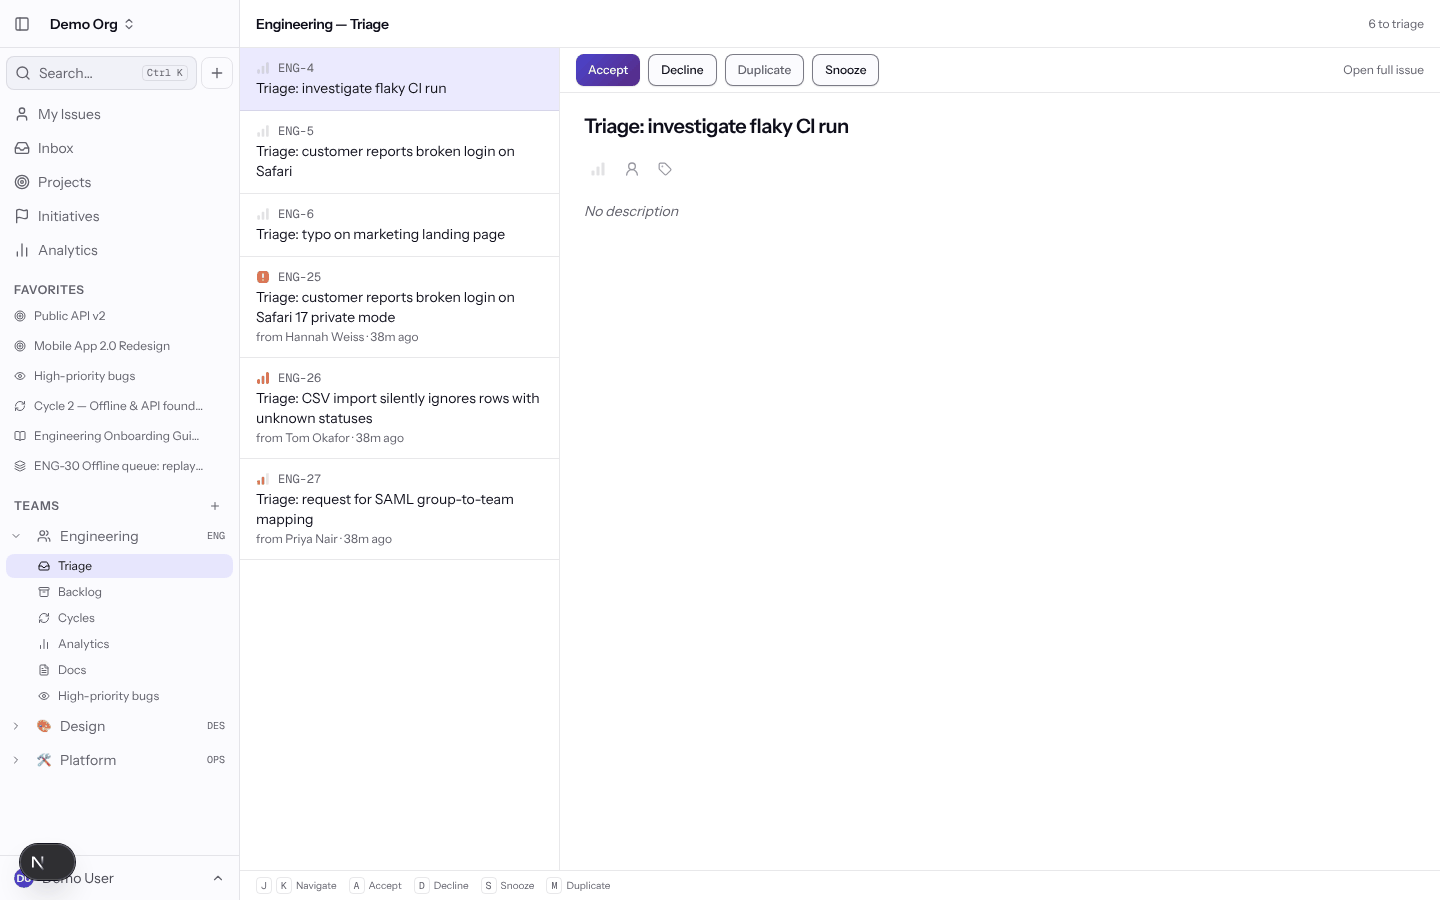 Demo Org
Search...
Ctrl K
My Issues
Inbox
Projects
Initiatives
Analytics
FAVORITES
Public API v2
Mobile App 2.0 Redesign
High-priority bugs
Cycle 2 — Offline & API found...
Engineering Onboarding Gui...
ENG-30 Offline queue: replay...
TEAMS
Engineering
ENG
Triage
Backlog
Cycles
Analytics
Docs
High-priority bugs
Design
DES
Platform
OPS
N
Demo User
Engineering — Triage
6 to triage
ENG-4
Triage: investigate flaky CI run
ENG-5
Triage: customer reports broken login on
Safari
ENG-6
Triage: typo on marketing landing page
ENG-25
Triage: customer reports broken login on
Safari 17 private mode
from Hannah Weiss · 38m ago
ENG-26
Triage: CSV import silently ignores rows with
unknown statuses
from Tom Okafor · 38m ago
ENG-27
Triage: request for SAML group-to-team
mapping
from Priya Nair · 38m ago
Accept
Decline
Duplicate
Snooze
Open full issue
Triage: investigate flaky CI run
No description
J K Navigate A Accept D Decline S Snooze M Duplicate